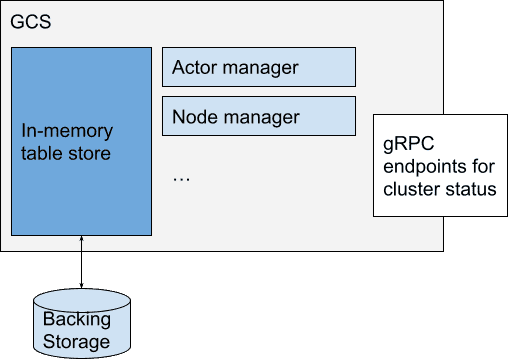 GCS
In-memory
table store
Actor manager
Node manager
...
gRPC
endpoints for
cluster status
Backing
Storage